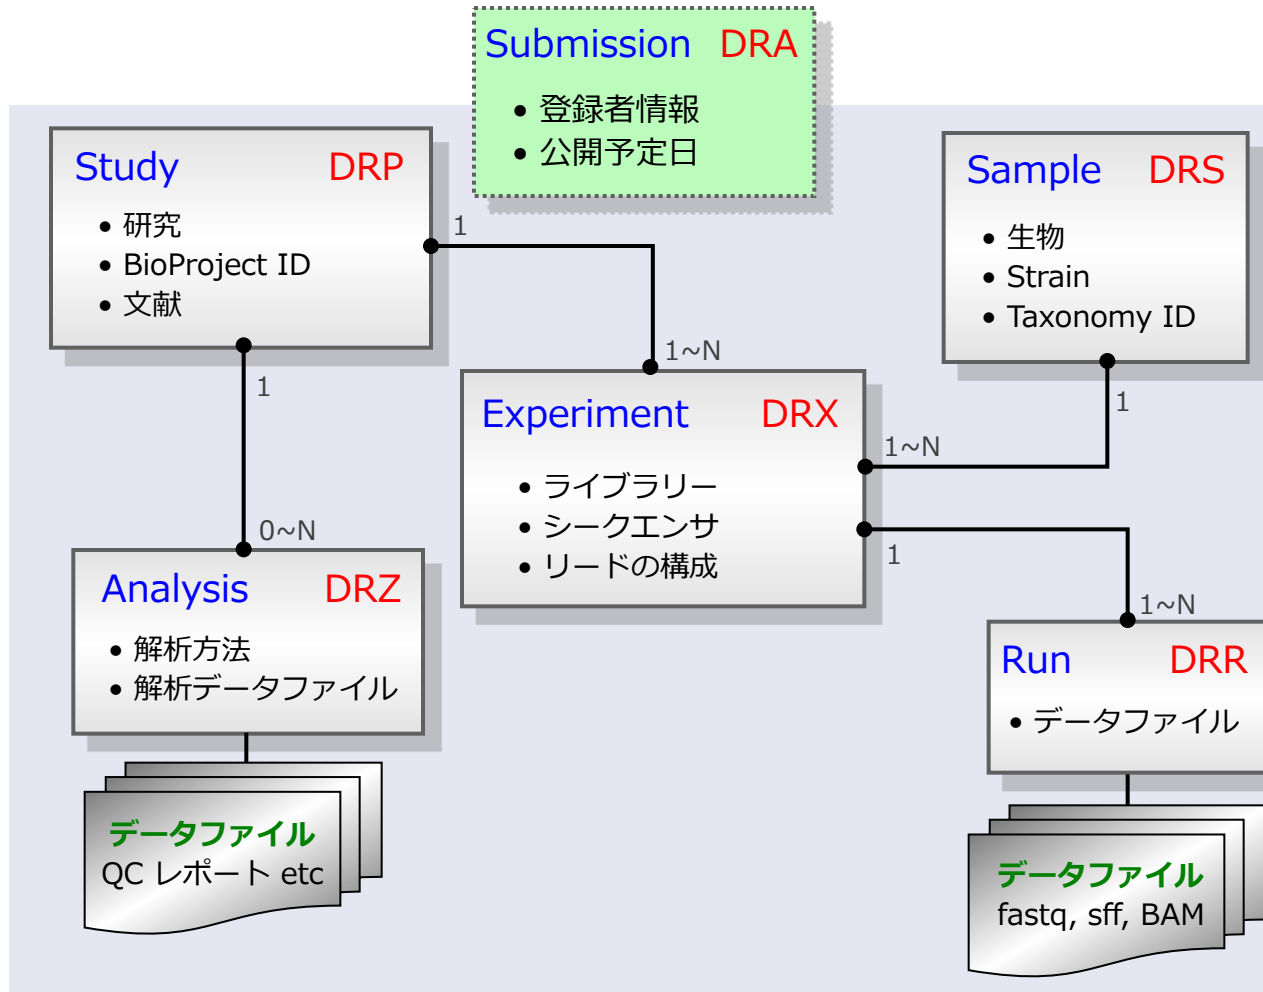 Submission DRA
• 登録者情報
• 公開予定日
Study DRP
• 研究
• BioProject ID
• 文献
Sample DRS
• 生物
• Strain
• Taxonomy ID
1
1~N
1
0~N
Experiment DRX
• ライブラリー
• シークエンサ
• リードの構成
1~N
1
1
1~N
Analysis DRZ
• 解析方法
• 解析データファイル
データファイル
QC レポート etc
Run DRR
• データファイル
データファイル
fastq, sff, BAM